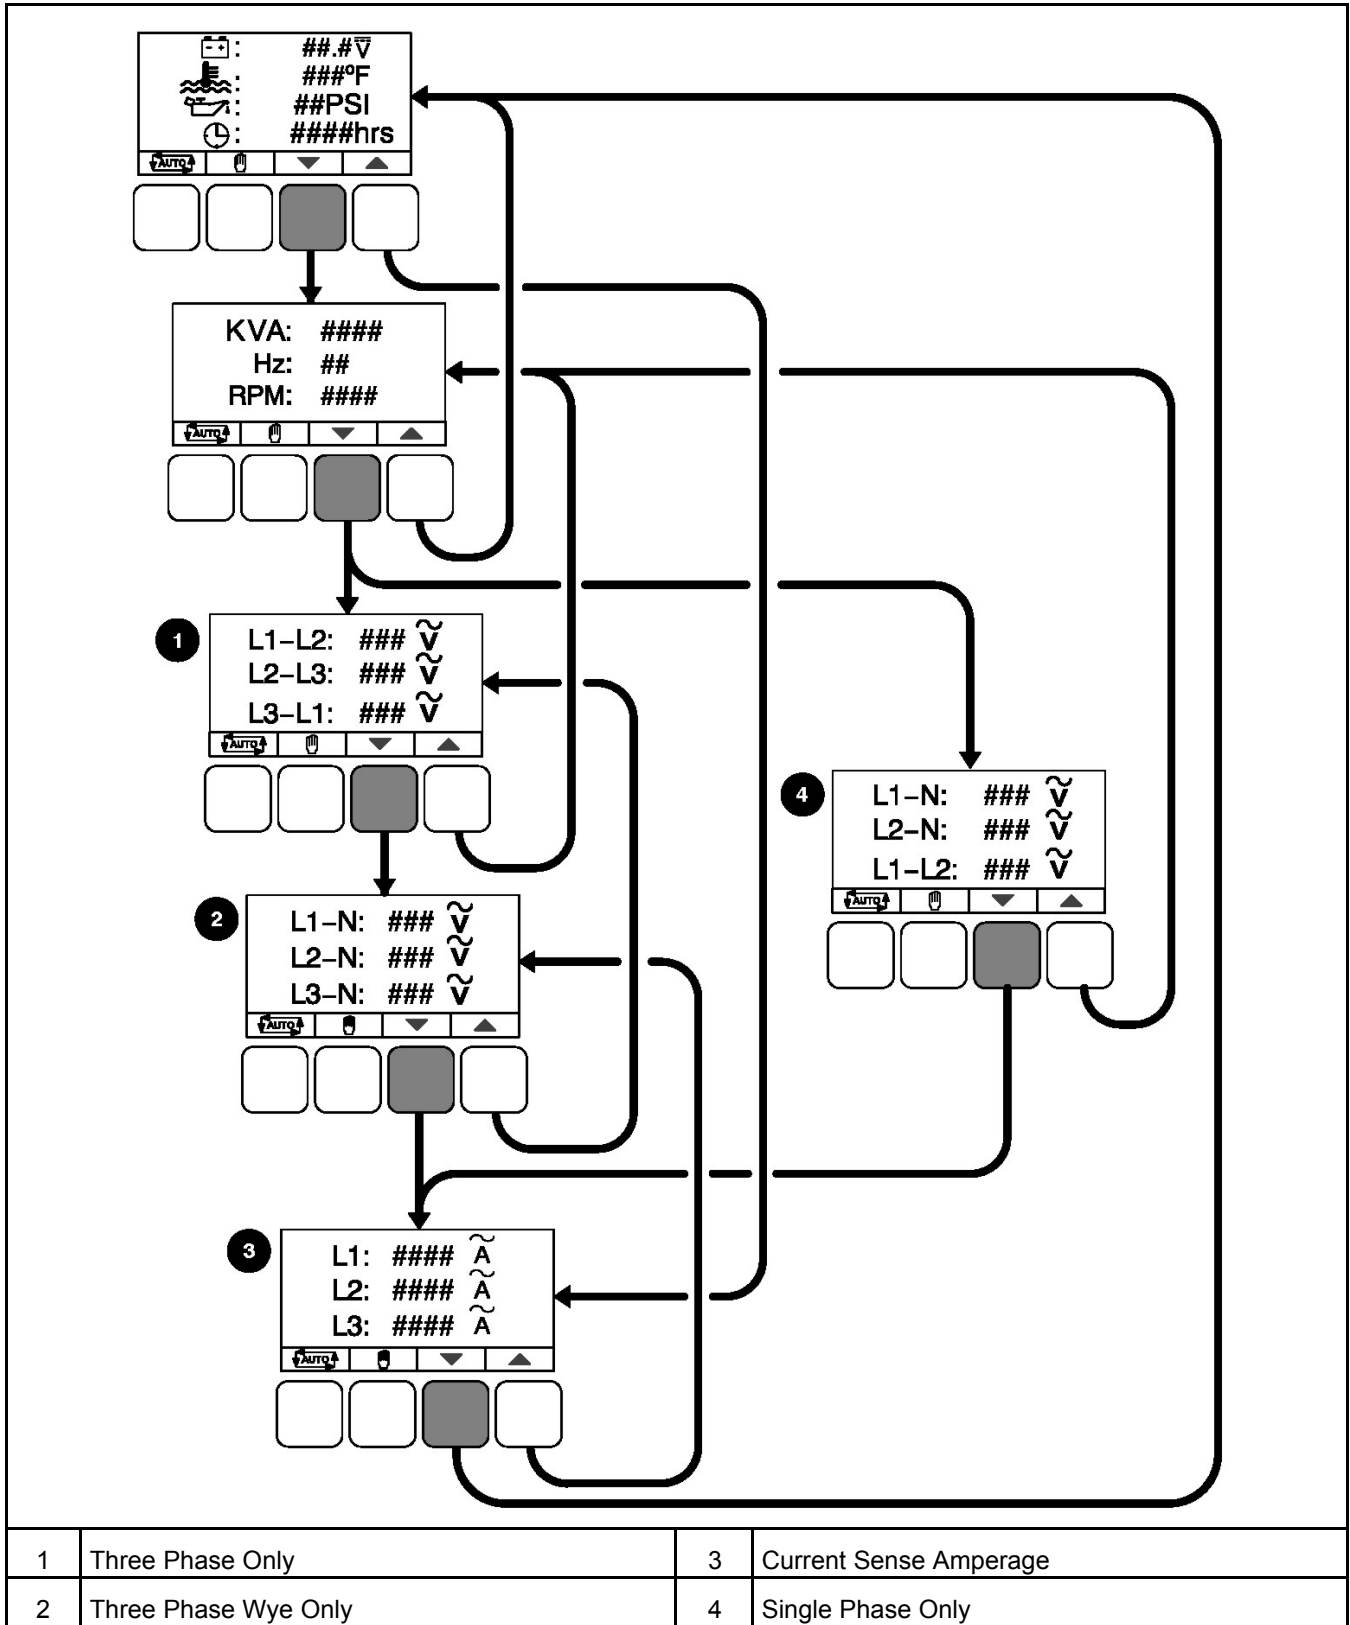 : ##.# V
: ###°F
: ##PSI
: ####hrs
AUTO
KVA: ####
Hz: ##
RPM: ####
AUTO
1
L1-L2: ### V
L2-L3: ### V
L3-L1: ### V
AUTO
4
L1-N: ### V
L2-N: ### V
L1-L2: ### V
AUTO
2
L1-N: ### V
L2-N: ### V
L3-N: ### V
AUTO
3
L1: #### A
L2: #### A
L3: #### A
AUTO
1 Three Phase Only 3 Current Sense Amperage
2 Three Phase Wye Only 4 Single Phase Only